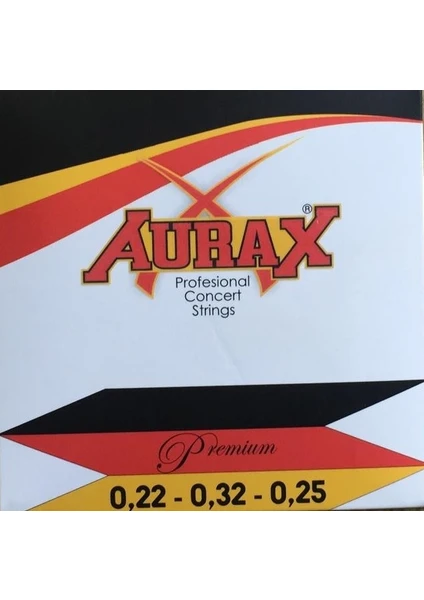 AURAX®
Profesional
Concert
Strings
Premium
0,22 - 0,32 - 0,25